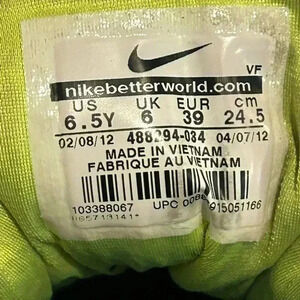 VF
nikebetterworld.com
US UK EUR cm
6.5Y 6 39 24.5
02/08/12 488294-034 04/07/12
MADE IN VIETNAM
FABRIQUE AU VIETNAM
103388067 UPC